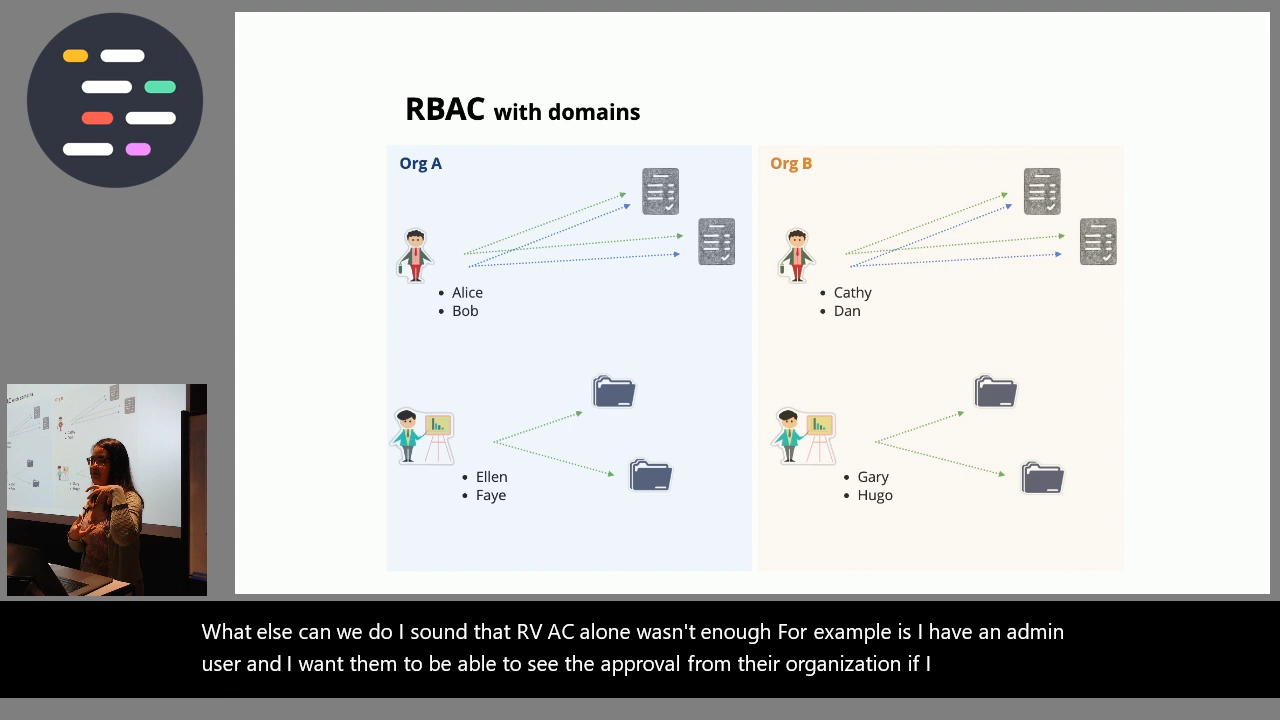 RBAC with domains
Org A
Alice
Bob
Ellen
Faye
Org B
Cathy
Dan
Gary
Hugo
What else can we do I sound that RV AC alone wasn't enough For example is I have an admin
user and I want them to be able to see the approval from their organization if I